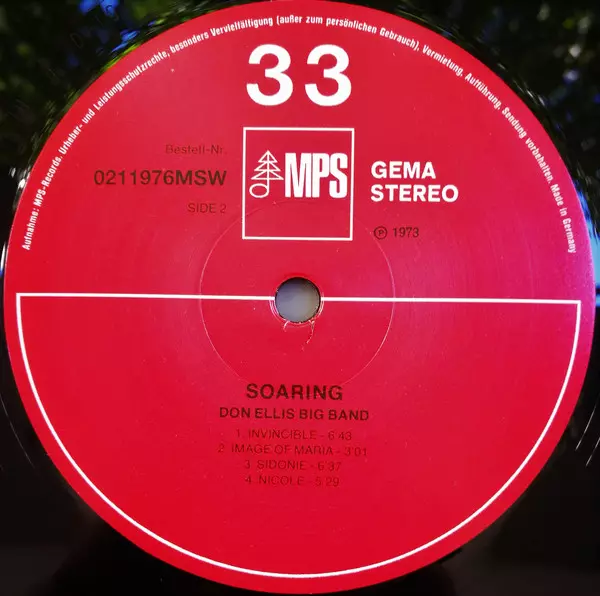 Aufnahme: MPS-Records. Urheber- und Leistungsschutzrechte, besonders Vervielfältigung (außer zum persönlichen Gebrauch), Vermietung, Aufführung, Sendung vorbehalten. Made in Germany
33
Bestell-Nr.
0211976MSW
SIDE 2
MPS
GEMA
STEREO
Ⓟ 1973
SOARING
DON ELLIS BIG BAND
1. INVINCIBLE - 6'43
2. IMAGE OF MARIA - 3'01
3. SIDONIE - 6'37
4. NICOLE - 5'29